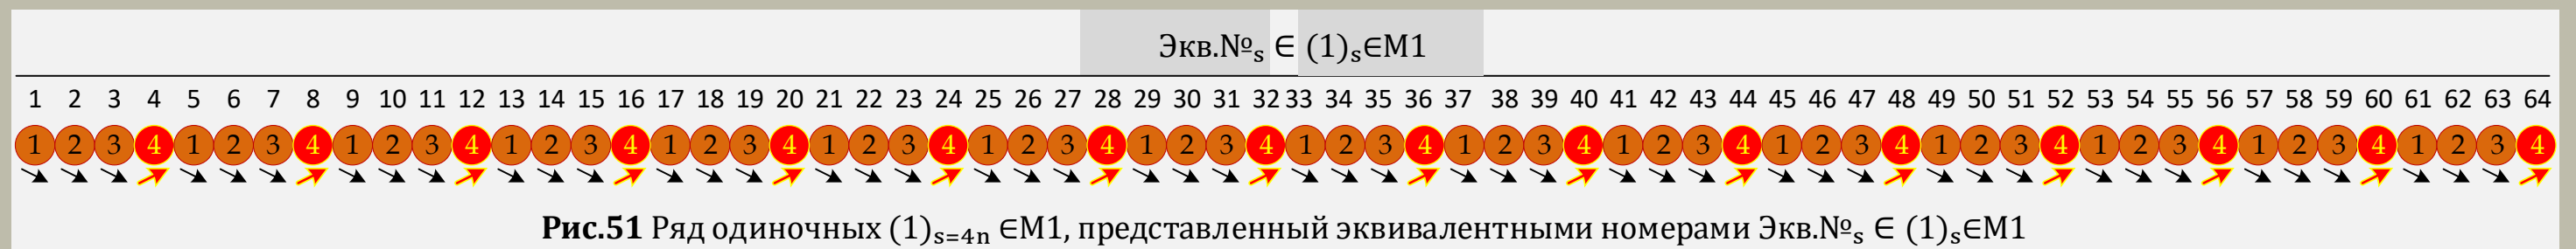 Экв.№ₛ ∈ (1)ₛ∈М1
1 2 3 4 5 6 7 8 9 10 11 12 13 14 15 16 17 18 19 20 21 22 23 24 25 26 27 28 29 30 31 32 33 34 35 36 37 38 39 40 41 42 43 44 45 46 47 48 49 50 51 52 53 54 55 56 57 58 59 60 61 62 63 64
1 2 3 4 1 2 3 4 1 2 3 4 1 2 3 4 1 2 3 4 1 2 3 4 1 2 3 4 1 2 3 4 1 2 3 4 1 2 3 4 1 2 3 4 1 2 3 4 1 2 3 4 1 2 3 4 1 2 3 4 1 2 3 4
Рис.51 Ряд одиночных (1)ₛ₌₄ₙ ∈М1, представленный эквивалентными номерами Экв.№ₛ ∈ (1)ₛ∈М1